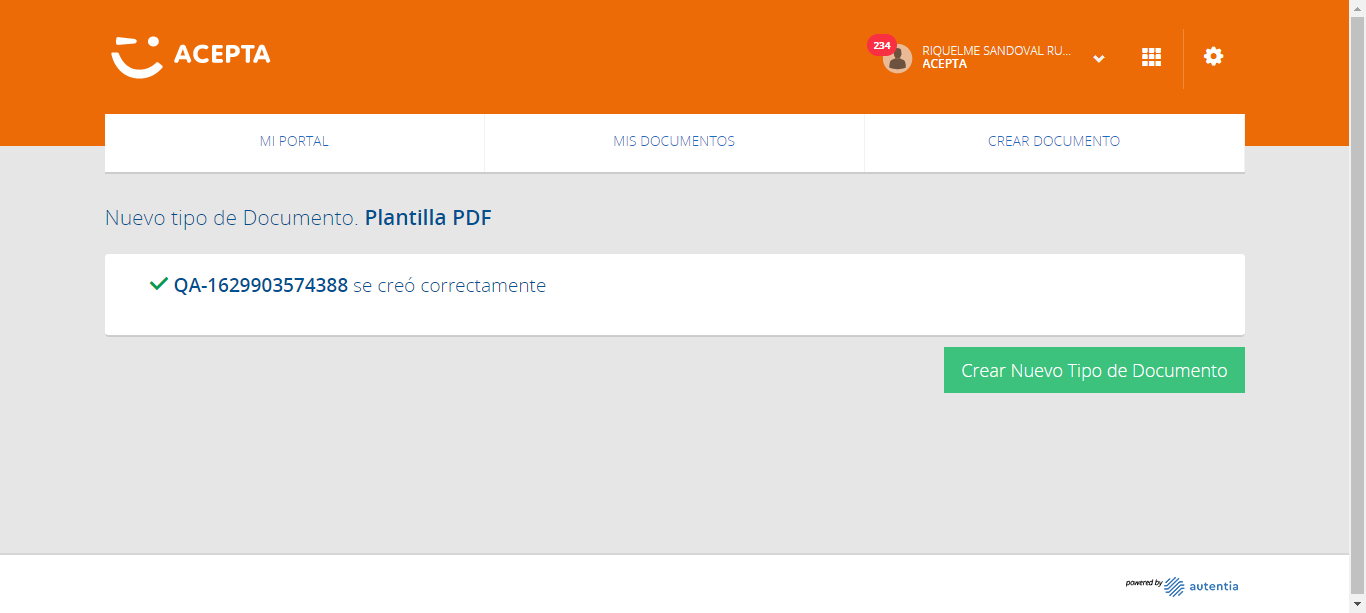 ACEPTA
234
RIQUELME SANDOVAL RU...
ACEPTA
MI PORTAL
MIS DOCUMENTOS
CREAR DOCUMENTO
Nuevo tipo de Documento. Plantilla PDF
QA-1629903574388 se creó correctamente
Crear Nuevo Tipo de Documento
powered by autentia